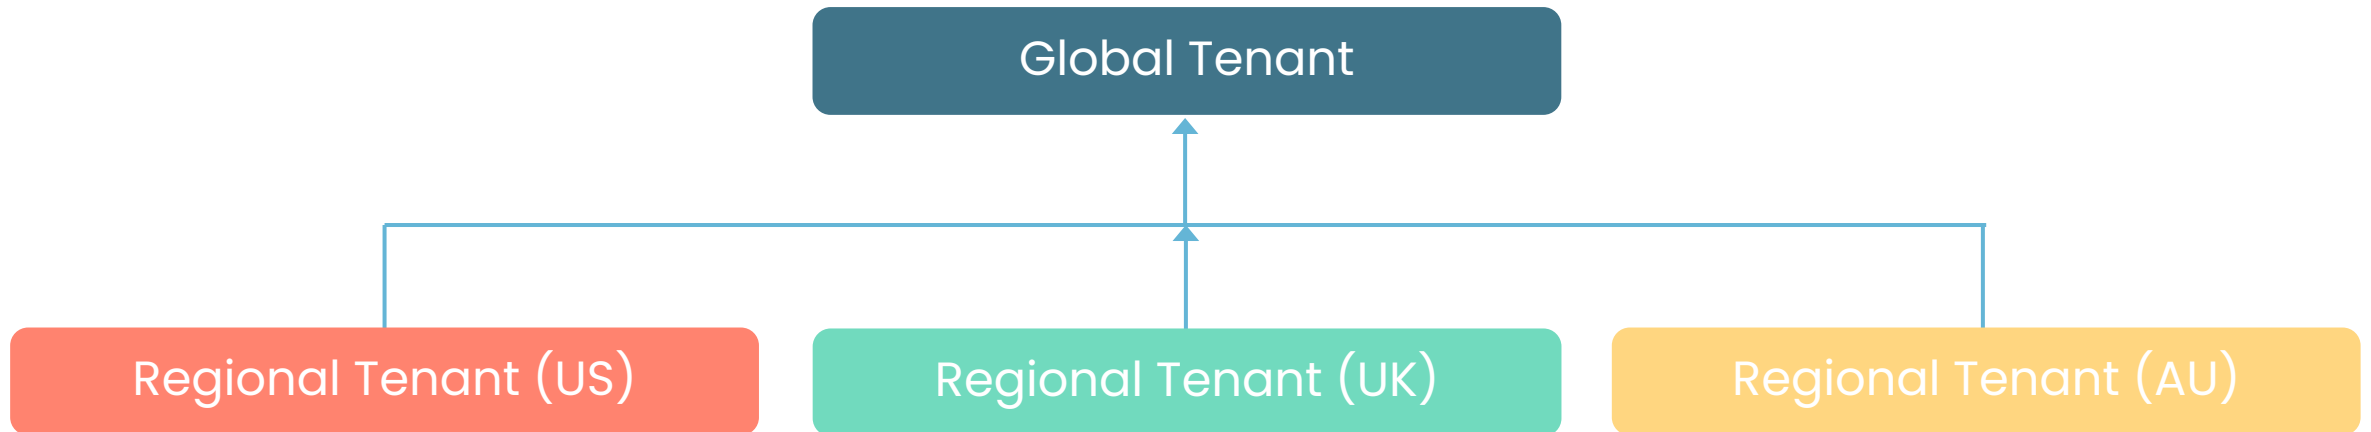 Global Tenant
Regional Tenant (US)
Regional Tenant (UK)
Regional Tenant (AU)